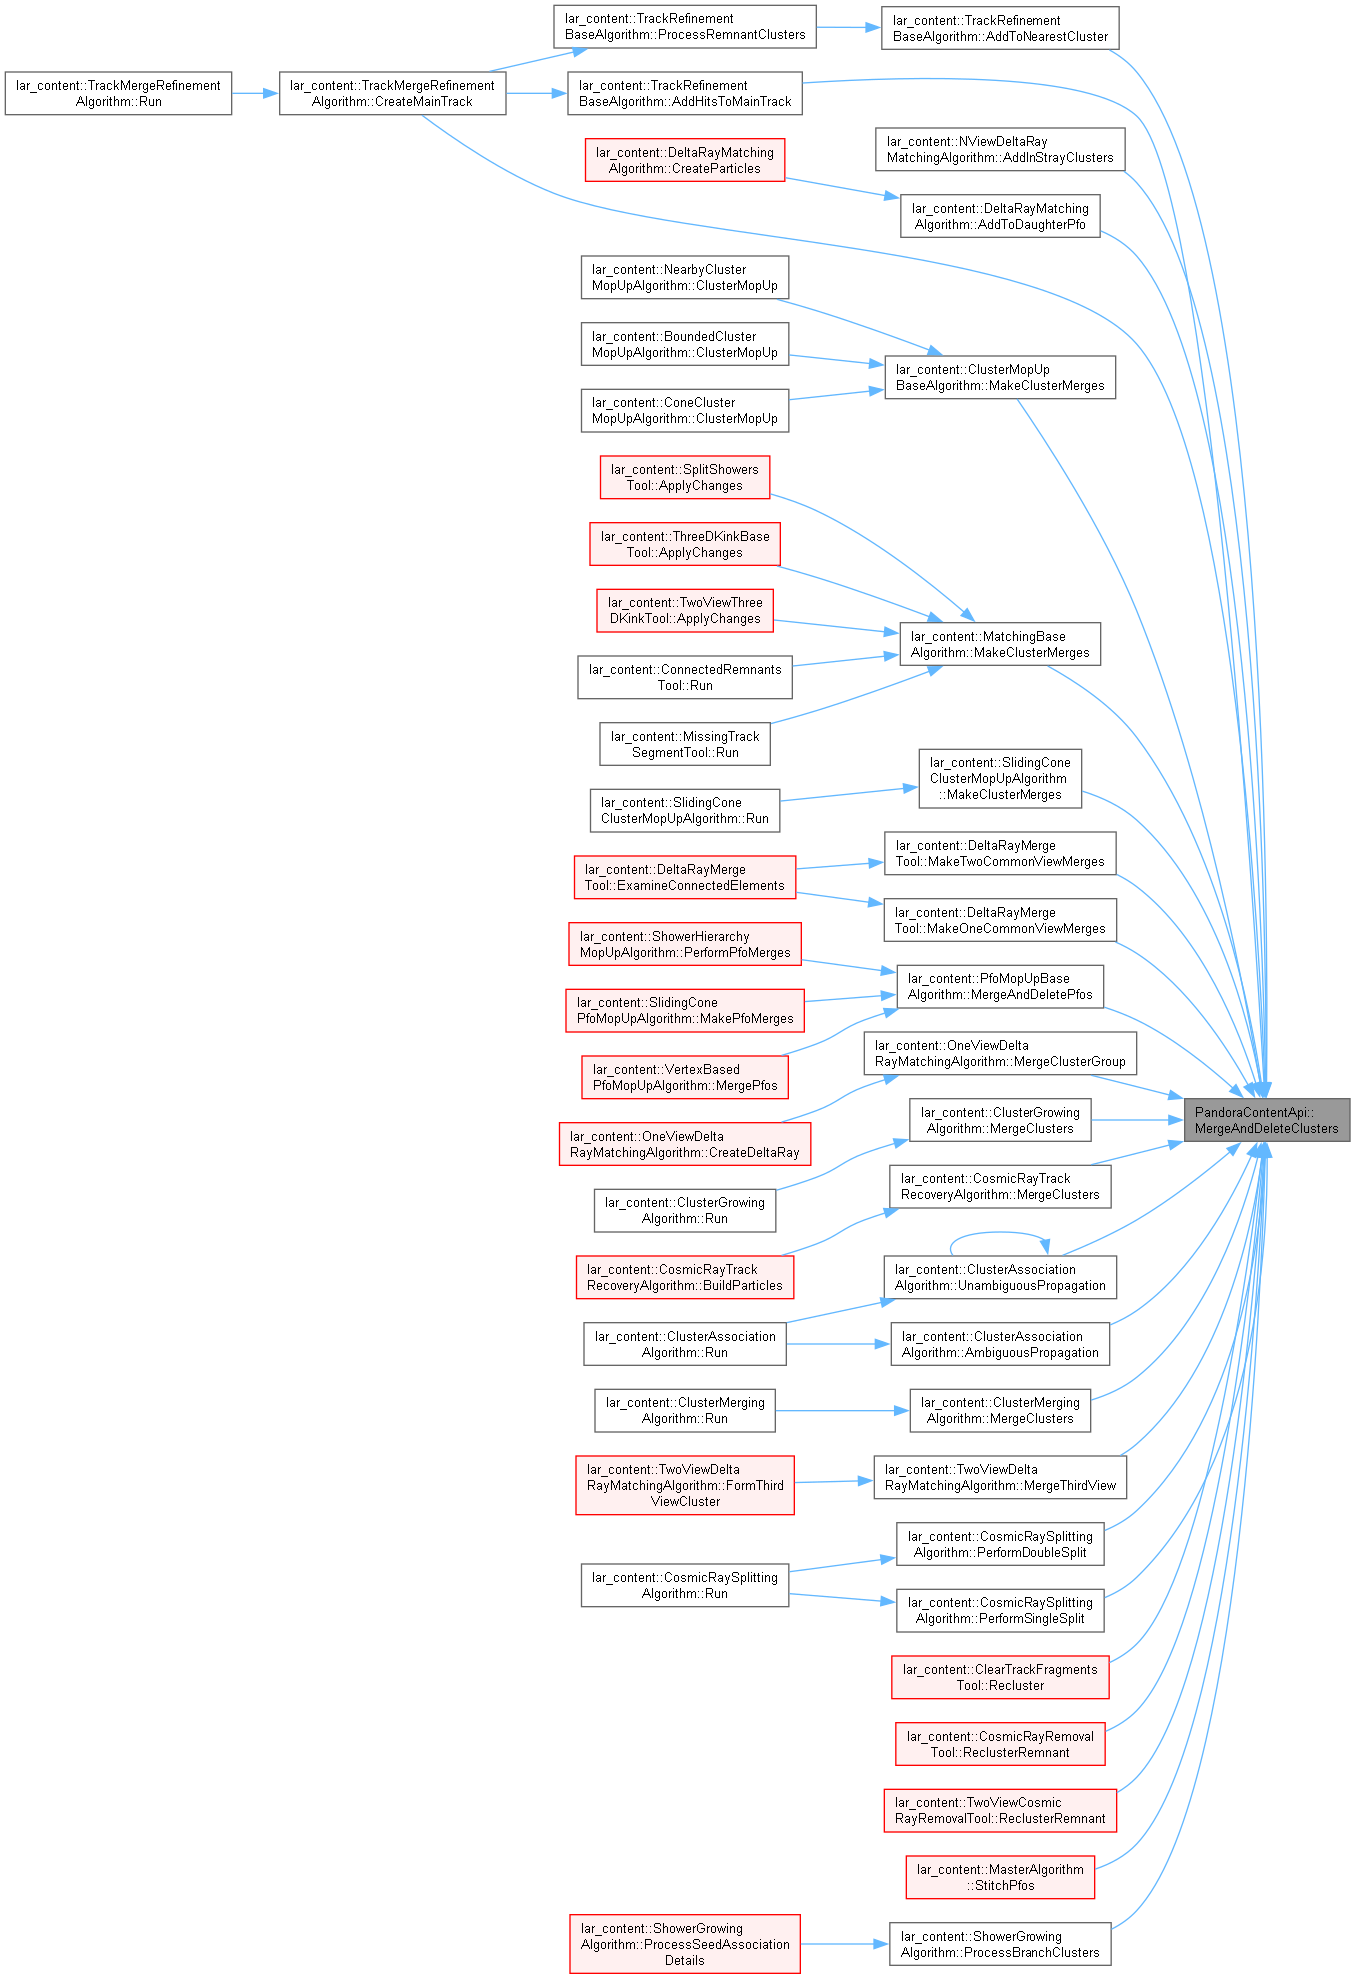 lar_content::TrackRefinement
BaseAlgorithm::ProcessRemnantClusters
lar_content::TrackRefinement
BaseAlgorithm::AddToNearestCluster
lar_content::TrackMergeRefinement
Algorithm::Run
lar_content::TrackMergeRefinement
Algorithm::CreateMainTrack
lar_content::TrackRefinement
BaseAlgorithm::AddHitsToMainTrack
lar_content::NViewDeltaRay
MatchingAlgorithm::AddInStrayClusters
lar_content::DeltaRayMatching
Algorithm::CreateParticles
lar_content::DeltaRayMatching
Algorithm::AddToDaughterPfo
lar_content::NearbyCluster
MopUpAlgorithm::ClusterMopUp
lar_content::BoundedCluster
MopUpAlgorithm::ClusterMopUp
lar_content::ClusterMopUp
BaseAlgorithm::MakeClusterMerges
lar_content::ConeCluster
MopUpAlgorithm::ClusterMopUp
lar_content::SplitShowers
Tool::ApplyChanges
lar_content::ThreeDKinkBase
Tool::ApplyChanges
lar_content::TwoViewThree
DKinkTool::ApplyChanges
lar_content::MatchingBase
Algorithm::MakeClusterMerges
lar_content::ConnectedRemnants
Tool::Run
lar_content::MissingTrack
SegmentTool::Run
lar_content::SlidingCone
ClusterMopUpAlgorithm
::MakeClusterMerges
lar_content::SlidingCone
ClusterMopUpAlgorithm::Run
lar_content::DeltaRayMerge
Tool::MakeTwoCommonViewMerges
lar_content::DeltaRayMerge
Tool::ExamineConnectedElements
lar_content::DeltaRayMerge
Tool::MakeOneCommonViewMerges
lar_content::ShowerHierarchy
MopUpAlgorithm::PerformPfoMerges
lar_content::PfoMopUpBase
Algorithm::MergeAndDeletePfos
lar_content::SlidingCone
PfoMopUpAlgorithm::MakePfoMerges
lar_content::VertexBased
PfoMopUpAlgorithm::MergePfos
lar_content::OneViewDelta
RayMatchingAlgorithm::MergeClusterGroup
PandoraContentApi::
MergeAndDeleteClusters
lar_content::OneViewDelta
RayMatchingAlgorithm::CreateDeltaRay
lar_content::ClusterGrowing
Algorithm::MergeClusters
lar_content::ClusterGrowing
Algorithm::Run
lar_content::CosmicRayTrack
RecoveryAlgorithm::MergeClusters
lar_content::CosmicRayTrack
RecoveryAlgorithm::BuildParticles
lar_content::ClusterAssociation
Algorithm::UnambiguousPropagation
lar_content::ClusterAssociation
Algorithm::Run
lar_content::ClusterAssociation
Algorithm::AmbiguousPropagation
lar_content::ClusterMerging
Algorithm::Run
lar_content::ClusterMerging
Algorithm::MergeClusters
lar_content::TwoViewDelta
RayMatchingAlgorithm::FormThird
ViewCluster
lar_content::TwoViewDelta
RayMatchingAlgorithm::MergeThirdView
lar_content::CosmicRaySplitting
Algorithm::PerformDoubleSplit
lar_content::CosmicRaySplitting
Algorithm::Run
lar_content::CosmicRaySplitting
Algorithm::PerformSingleSplit
lar_content::ClearTrackFragments
Tool::Recluster
lar_content::CosmicRayRemoval
Tool::ReclusterRemnant
lar_content::TwoViewCosmic
RayRemovalTool::ReclusterRemnant
lar_content::MasterAlgorithm
::StitchPfos
lar_content::ShowerGrowing
Algorithm::ProcessSeedAssociation
Details
lar_content::ShowerGrowing
Algorithm::ProcessBranchClusters